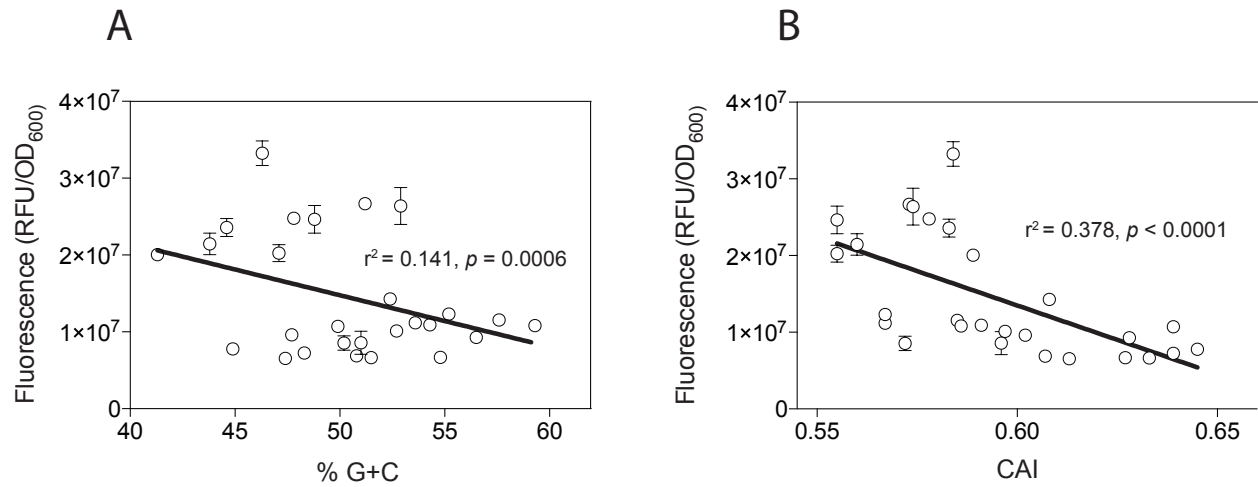 A
Fluorescence (RFU/OD600)
4×10⁷
3×10⁷
2×10⁷
1×10⁷
0
r² = 0.141, p = 0.0006
40
45
50
55
60
% G+C
B
Fluorescence (RFU/OD600)
4×10⁷
3×10⁷
2×10⁷
1×10⁷
0
r² = 0.378, p < 0.0001
0.55
0.60
0.65
CAI